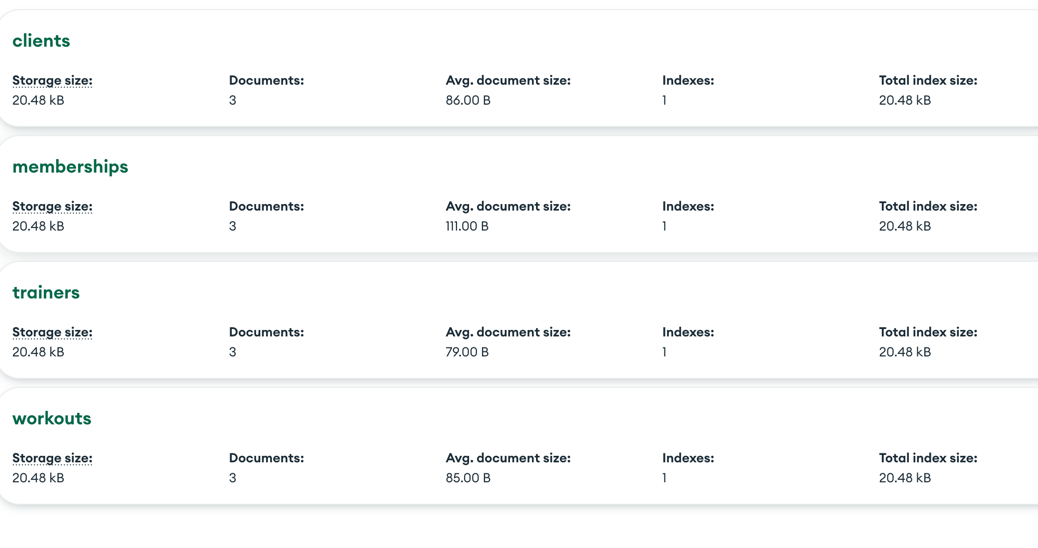 clients
Storage size: Documents: Avg. document size: Indexes: Total index size:
20.48 kB 3 86.00 B 1 20.48 kB
memberships
Storage size: Documents: Avg. document size: Indexes: Total index size:
20.48 kB 3 111.00 B 1 20.48 kB
trainers
Storage size: Documents: Avg. document size: Indexes: Total index size:
20.48 kB 3 79.00 B 1 20.48 kB
workouts
Storage size: Documents: Avg. document size: Indexes: Total index size:
20.48 kB 3 85.00 B 1 20.48 kB